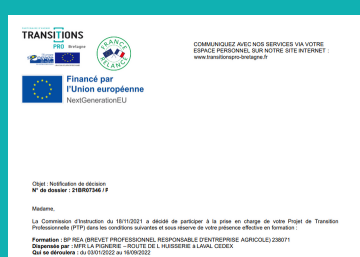 TRANSITIONS
PRO Bretagne
FRANCE
RELANCE
COMMUNIQUEZ AVEC NOS SERVICES VIA VOTRE
ESPACE PERSONNEL SUR NOTRE SITE INTERNET :
www.transitionspro-bretagne.fr
Financé par
l'Union européenne
NextGenerationEU
Objet : Notification de décision
N° de dossier : 21BR07346 / F
Madame,
La Commission d'Instruction du 18/11/2021 a décidé de participer à la prise en charge de votre Projet de Transition
Professionnelle (PTP) dans les conditions suivantes et sous réserve de votre présence effective en formation :
Formation : BP REA (BREVET PROFESSIONNEL RESPONSABLE D'ENTREPRISE AGRICOLE) 238071
Dispensée par : MFR LA PIGNERIE – ROUTE DE L HUISSERIE à LAVAL CEDEX
Qui se déroulera : du 03/01/2022 au 16/09/2022